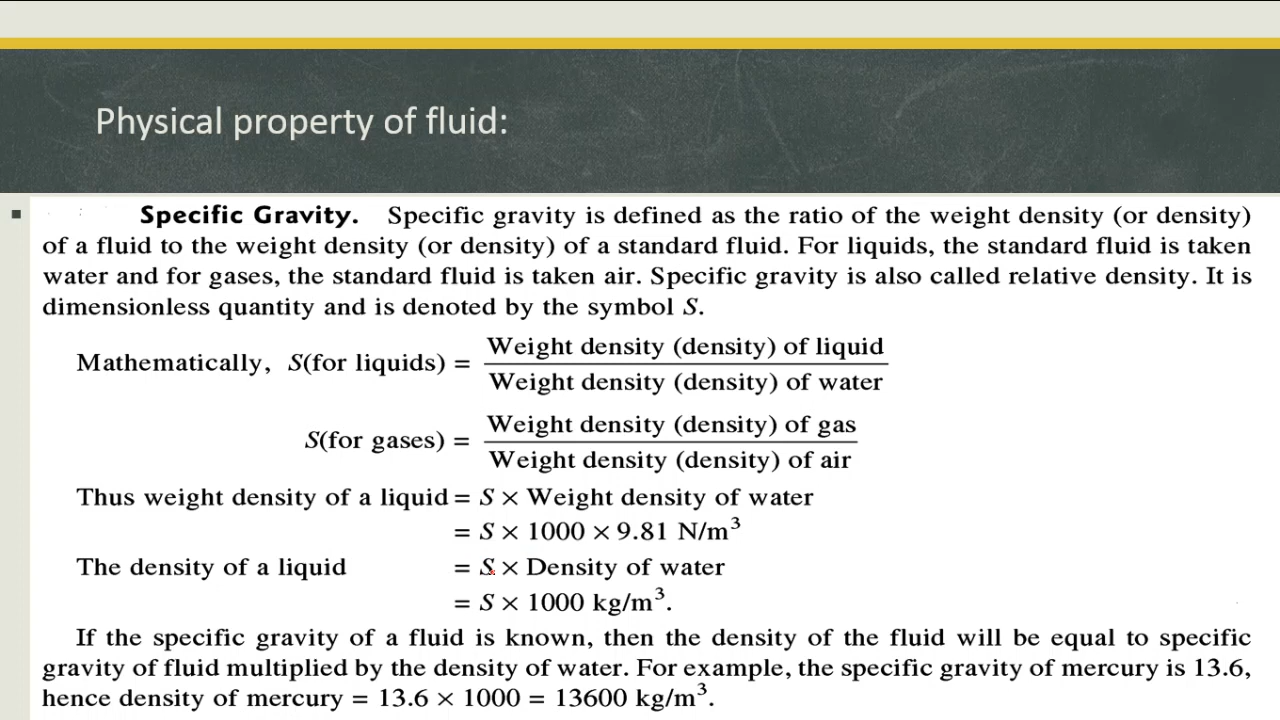 Physical property of fluid:
Specific Gravity. Specific gravity is defined as the ratio of the weight density (or density)
of a fluid to the weight density (or density) of a standard fluid. For liquids, the standard fluid is taken
water and for gases, the standard fluid is taken air. Specific gravity is also called relative density. It is
dimensionless quantity and is denoted by the symbol S.
Mathematically, S(for liquids) = Weight density (density) of liquid / Weight density (density) of water
S(for gases) = Weight density (density) of gas / Weight density (density) of air
Thus weight density of a liquid = S × Weight density of water
= S × 1000 × 9.81 N/m³
The density of a liquid = S × Density of water
= S × 1000 kg/m³.
If the specific gravity of a fluid is known, then the density of the fluid will be equal to specific
gravity of fluid multiplied by the density of water. For example, the specific gravity of mercury is 13.6,
hence density of mercury = 13.6 × 1000 = 13600 kg/m³.